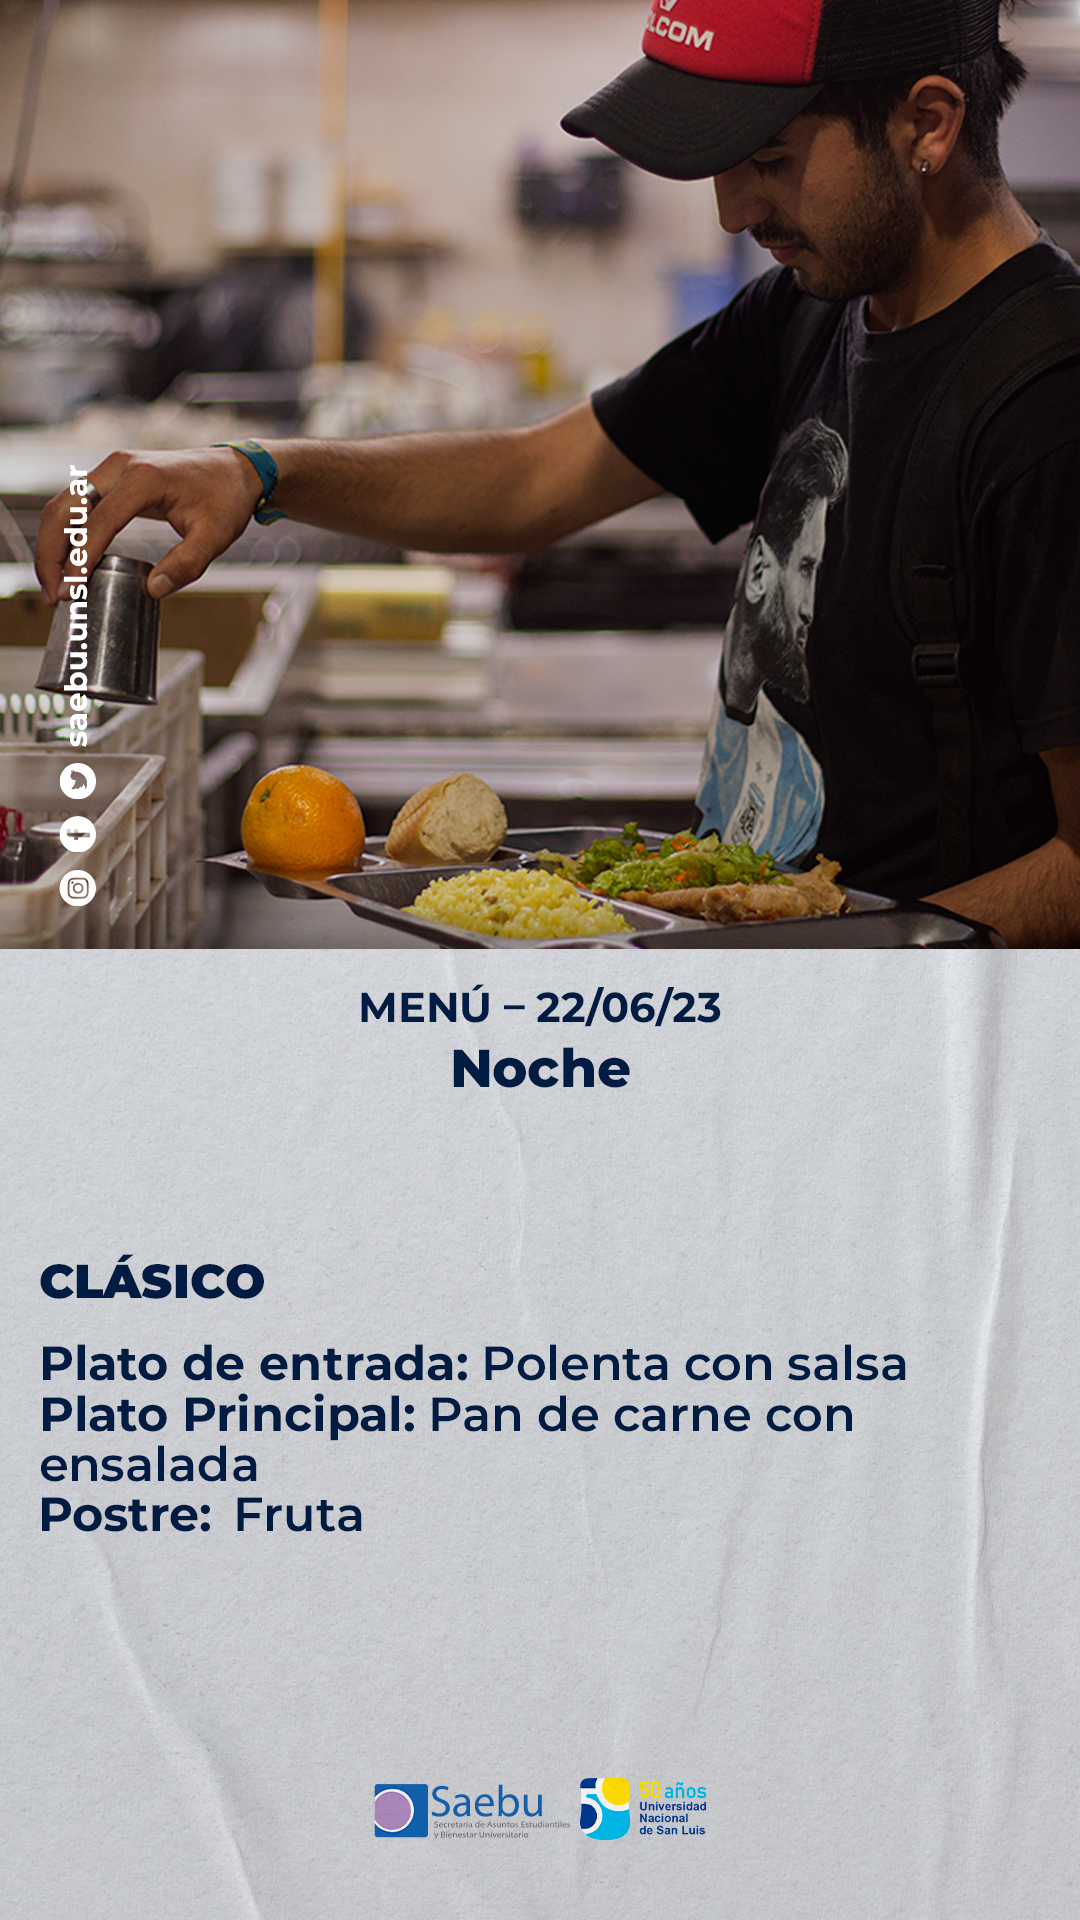 LCOM
saebu.unsl.edu.ar
MENÚ – 22/06/23
Noche
CLÁSICO
Plato de entrada: Polenta con salsa
Plato Principal: Pan de carne con
ensalada
Postre: Fruta
Saebu
Secretaría de Asuntos Estudiantiles
y Bienestar Universitario
50 años
Universidad
Nacional
de San Luis